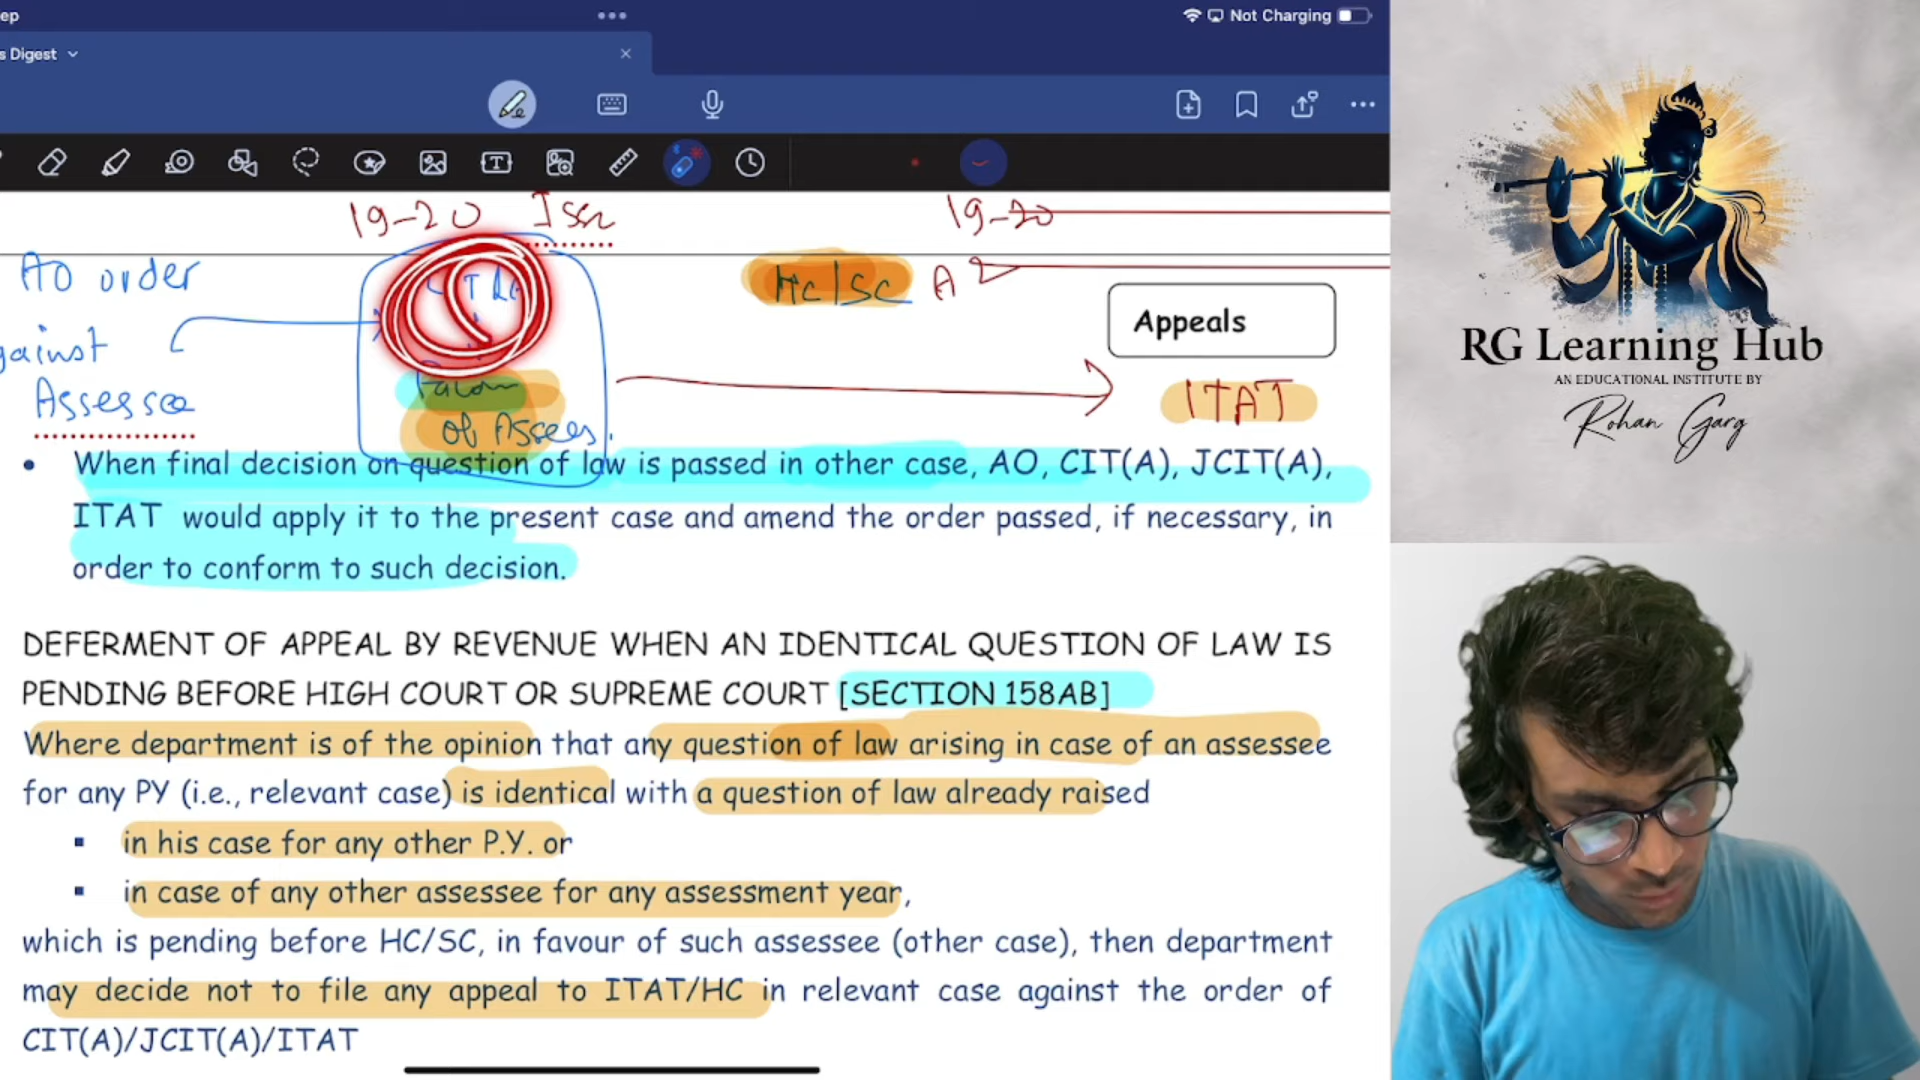 ep
Not Charging
s Digest
19-20 Issu
19-20
AO order
HC/SC A2
Appeals
gainst
Assessee
of Assees.
ITAT
• When final decision on question of law is passed in other case, AO, CIT(A), JCIT(A),
ITAT would apply it to the present case and amend the order passed, if necessary, in
order to conform to such decision.
DEFERMENT OF APPEAL BY REVENUE WHEN AN IDENTICAL QUESTION OF LAW IS
PENDING BEFORE HIGH COURT OR SUPREME COURT [SECTION 158AB]
Where department is of the opinion that any question of law arising in case of an assessee
for any PY (i.e., relevant case) is identical with a question of law already raised
▪ in his case for any other P.Y. or
▪ in case of any other assessee for any assessment year,
which is pending before HC/SC, in favour of such assessee (other case), then department
may decide not to file any appeal to ITAT/HC in relevant case against the order of
CIT(A)/JCIT(A)/ITAT
RG Learning Hub
AN EDUCATIONAL INSTITUTE BY
Rohan Garg